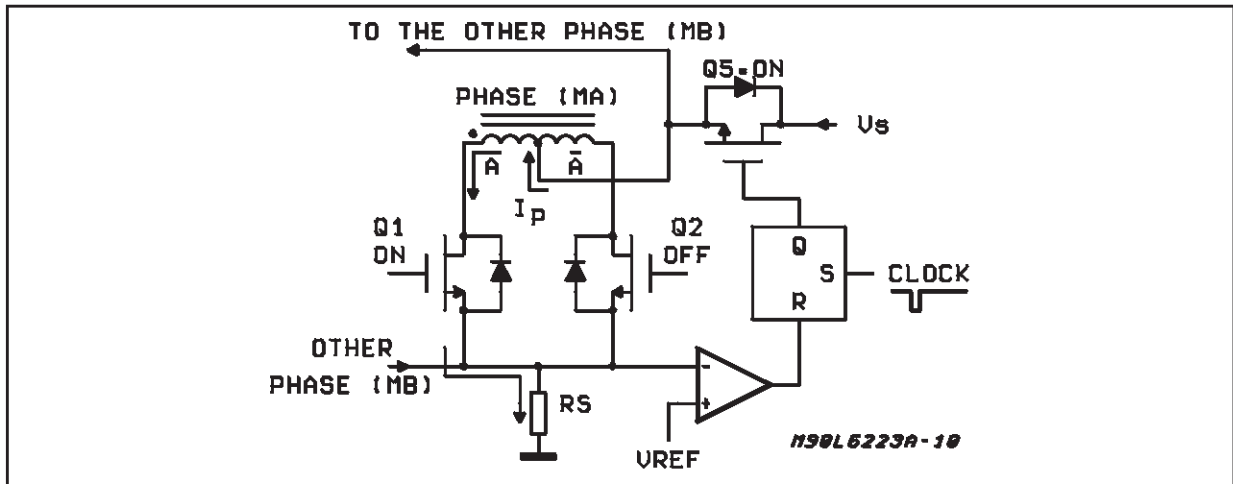 TO THE OTHER PHASE (MB)
Q5=ON
PHASE (MA)
Vs
A
Ā
Ip
Q1
ON
Q2
OFF
Q
S
R
CLOCK
OTHER
PHASE (MB)
RS
-
+
VREF
M90L6223A-10